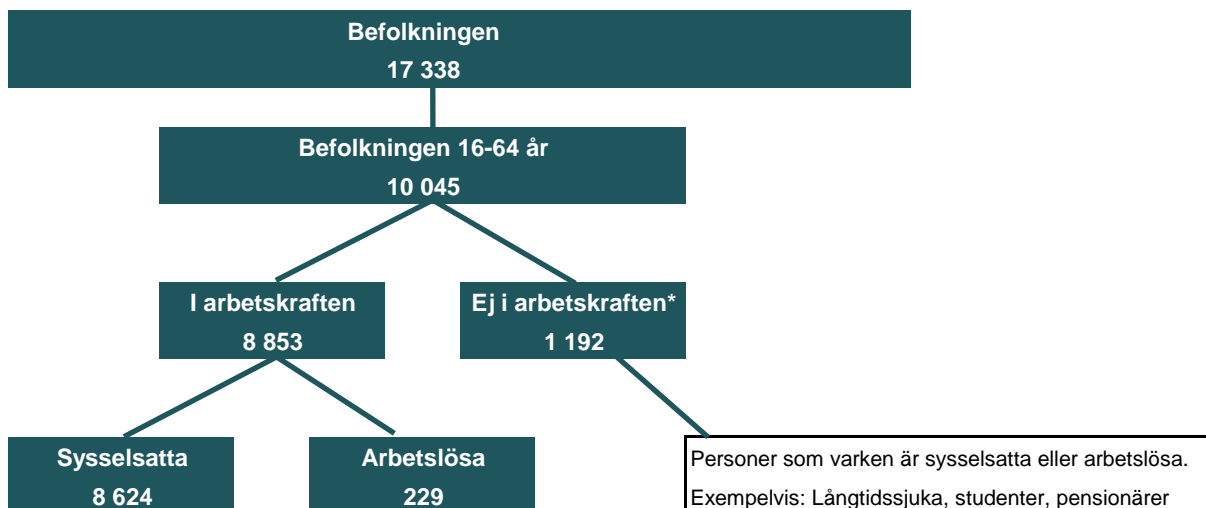 Befolkningen
17 338
Befolkningen 16-64 år
10 045
I arbetskraften
8 853
Ej i arbetskraften*
1 192
Sysselsatta
8 624
Arbetslösa
229
Personer som varken är sysselsatta eller arbetslösa.
Exempelvis: Långtidssjuka, studenter, pensionärer